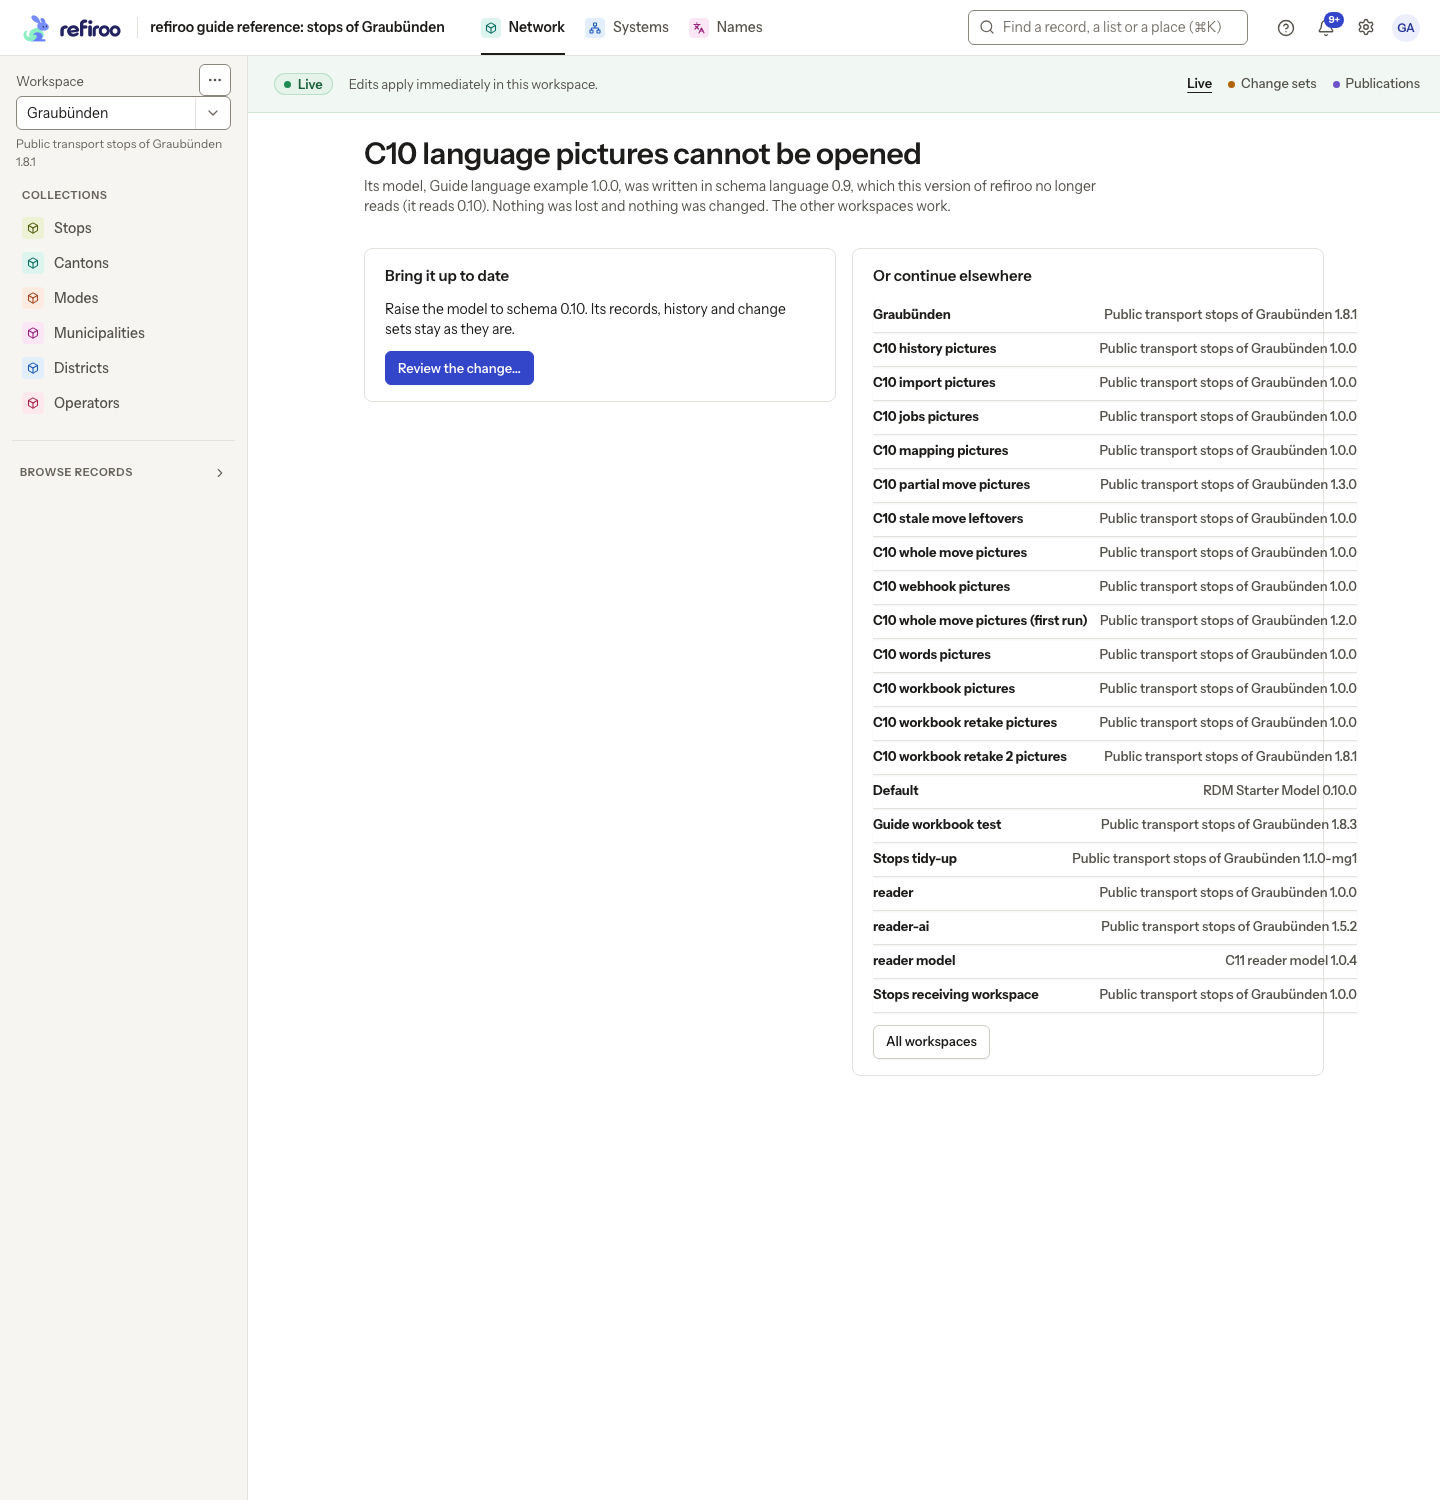 refiroo
refiroo guide reference: stops of Graubünden
Network
Systems
Names
Find a record, a list or a place (⌘K)
9+
GA
Workspace
Graubünden
Public transport stops of Graubünden
1.8.1
COLLECTIONS
Stops
Cantons
Modes
Municipalities
Districts
Operators
BROWSE RECORDS
Live
Edits apply immediately in this workspace.
Live
Change sets
Publications
C10 language pictures cannot be opened
Its model, Guide language example 1.0.0, was written in schema language 0.9, which this version of refiroo no longer
reads (it reads 0.10). Nothing was lost and nothing was changed. The other workspaces work.
Bring it up to date
Raise the model to schema 0.10. Its records, history and change
sets stay as they are.
Review the change...
Or continue elsewhere
Graubünden Public transport stops of Graubünden 1.8.1
C10 history pictures Public transport stops of Graubünden 1.0.0
C10 import pictures Public transport stops of Graubünden 1.0.0
C10 jobs pictures Public transport stops of Graubünden 1.0.0
C10 mapping pictures Public transport stops of Graubünden 1.0.0
C10 partial move pictures Public transport stops of Graubünden 1.3.0
C10 stale move leftovers Public transport stops of Graubünden 1.0.0
C10 whole move pictures Public transport stops of Graubünden 1.0.0
C10 webhook pictures Public transport stops of Graubünden 1.0.0
C10 whole move pictures (first run) Public transport stops of Graubünden 1.2.0
C10 words pictures Public transport stops of Graubünden 1.0.0
C10 workbook pictures Public transport stops of Graubünden 1.0.0
C10 workbook retake pictures Public transport stops of Graubünden 1.0.0
C10 workbook retake 2 pictures Public transport stops of Graubünden 1.8.1
Default RDM Starter Model 0.10.0
Guide workbook test Public transport stops of Graubünden 1.8.3
Stops tidy-up Public transport stops of Graubünden 1.1.0-mg1
reader Public transport stops of Graubünden 1.0.0
reader-ai Public transport stops of Graubünden 1.5.2
reader model C11 reader model 1.0.4
Stops receiving workspace Public transport stops of Graubünden 1.0.0
All workspaces